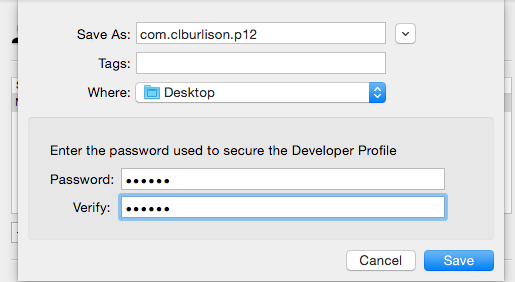 Save As: com.clburlison.p12
Tags:
Where: Desktop
Enter the password used to secure the Developer Profile
Password: ••••••
Verify: ••••••
Cancel Save